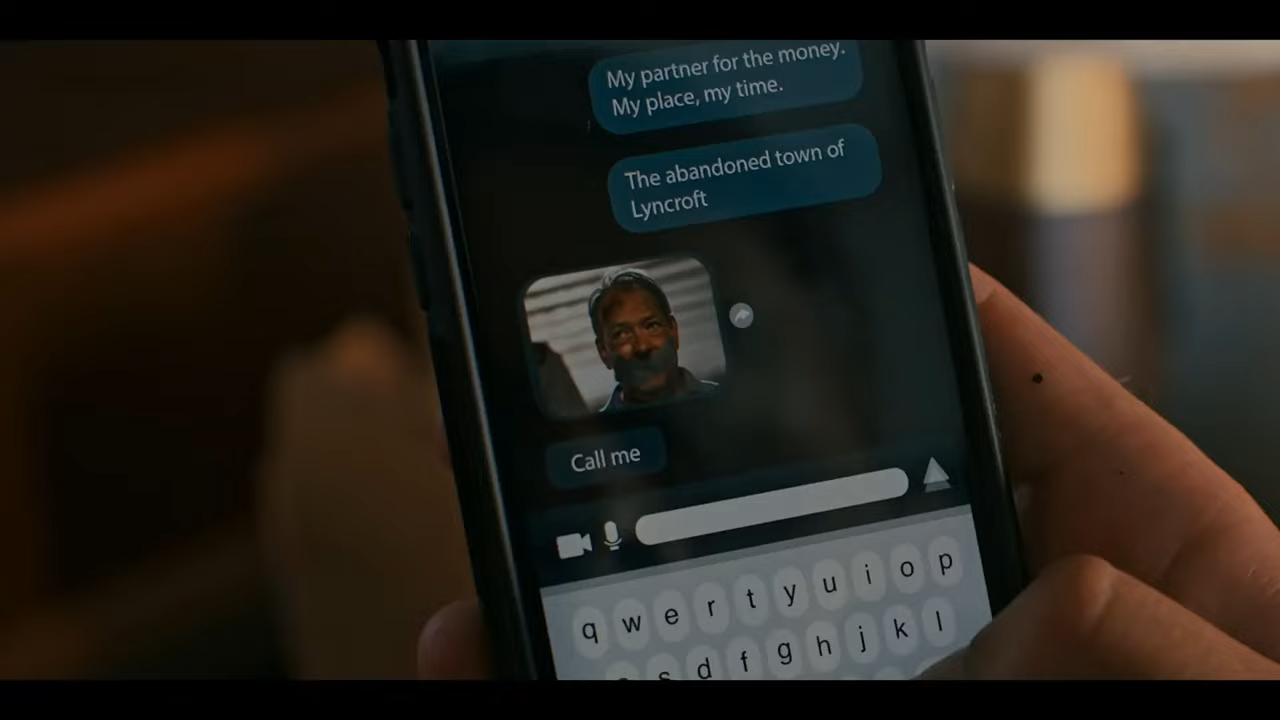 My partner for the money.
My place, my time.
The abandoned town of
Lyncroft
Call me
q w e r t y u i o p
s d f g h j k l